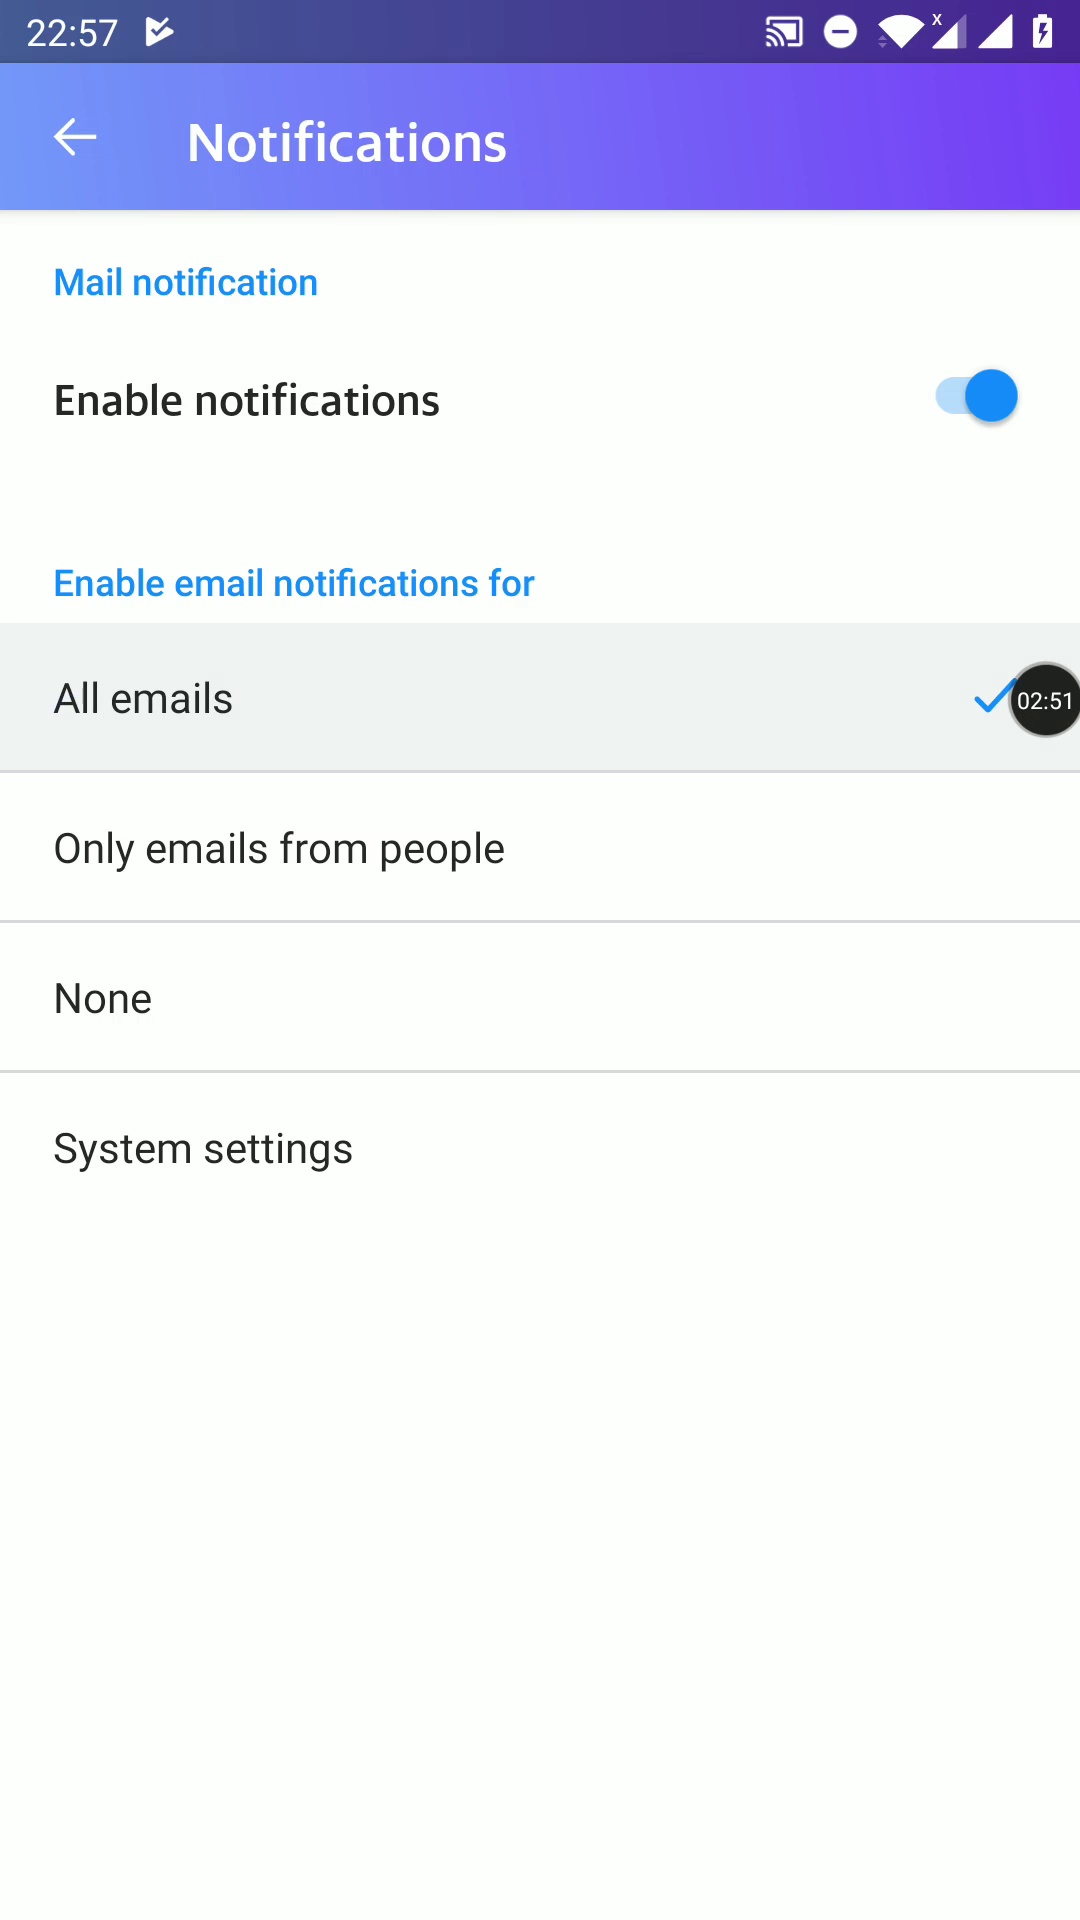 22:57
x
Notifications
Mail notification
Enable notifications
Enable email notifications for
All emails
02:51
Only emails from people
None
System settings